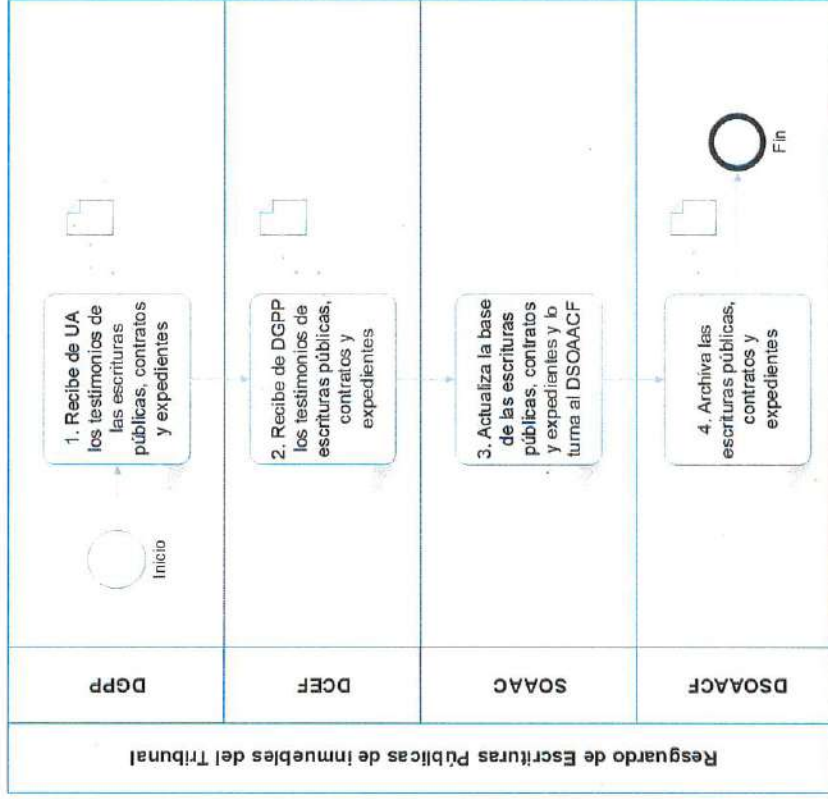 Resguardo de Escrituras Públicas de inmuebles del Tribunal
DGPP
Inicio
1. Recibe de UA
los testimonios de
las escrituras
públicas, contratos
y expedientes
DCEF
2. Recibe de DGPP
los testimonios de
escrituras públicas,
contratos y
expedientes
SOAAC
3. Actualiza la base
de las escrituras
públicas, contratos
y expedientes y lo
turna al DSOAACF
DSOAACF
4. Archiva las
escrituras públicas,
contratos y
expedientes
Fin